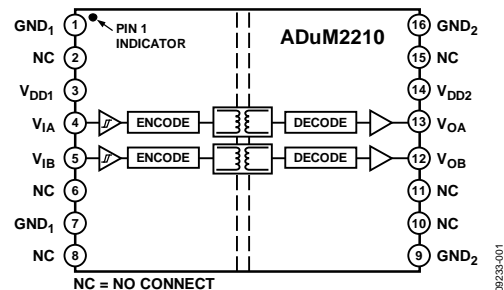 GND1 1
PIN 1
INDICATOR
ADuM2210
16 GND2
NC 2
15 NC
VDD1 3
14 VDD2
VIA 4 ENCODE DECODE 13 VOA
VIB 5 ENCODE DECODE 12 VOB
NC 6
11 NC
GND1 7
10 NC
NC 8
9 GND2
NC = NO CONNECT
09233-001